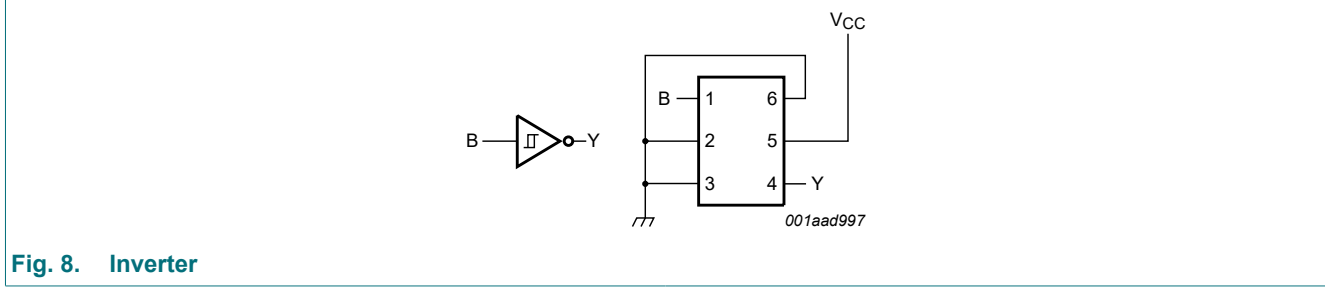 VCC
B 1 6
B Y
2 5
3 4 Y
001aad997
Fig. 8. Inverter